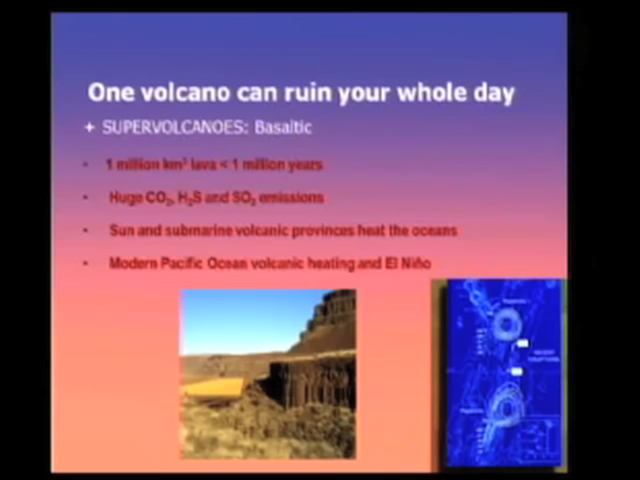 One volcano can ruin your whole day
+ SUPERVOLCANOES: Basaltic
• 1 million km³ lava < 1 million years
• Huge CO₂, H₂S and SO₂ emissions
• Sun and submarine volcanic provinces heat the oceans
• Modern Pacific Ocean volcanic heating and El Niño